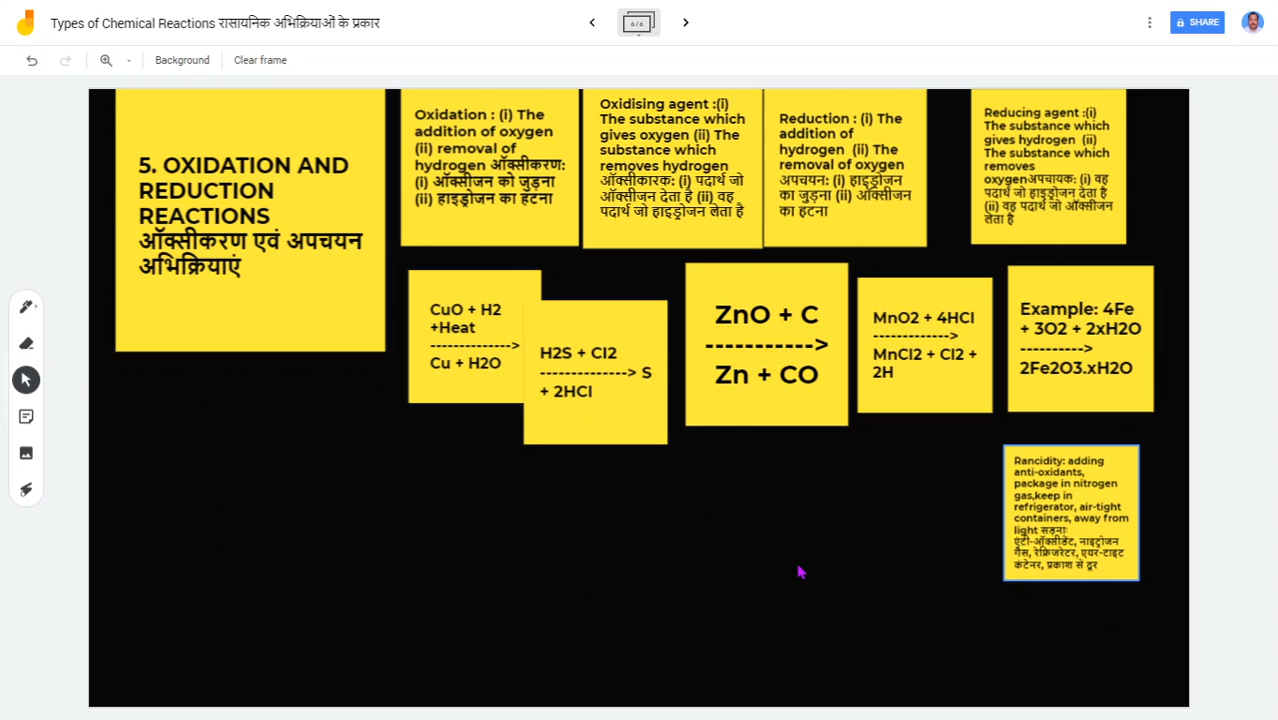 Types of Chemical Reactions रासायनिक अभिक्रियाओं के प्रकार
6 / 6
SHARE
Background
Clear frame
5. OXIDATION AND
REDUCTION
REACTIONS
ऑक्सीकरण एवं अपचयन
अभिक्रियाएं
Oxidation : (i) The
addition of oxygen
(ii) removal of
hydrogen ऑक्सीकरण:
(i) ऑक्सीजन को जुड़ना
(ii) हाइड्रोजन का हटना
Oxidising agent :(i)
The substance which
gives oxygen (ii) The
substance which
removes hydrogen
ऑक्सीकारक: (i) पदार्थ जो
ऑक्सीजन देता है (ii) वह
पदार्थ जो हाइड्रोजन लेता है
Reduction : (i) The
addition of
hydrogen (ii) The
removal of oxygen
अपचयन: (i) हाइड्रोजन
का जुड़ना (ii) ऑक्सीजन
का हटना
Reducing agent :(i)
The substance which
gives hydrogen (ii)
The substance which
removes
oxygenअपचायक: (i) वह
पदार्थ जो हाइड्रोजन देता है
(ii) वह पदार्थ जो ऑक्सीजन
लेता है
CuO + H2
+Heat
-------------->
Cu + H2O
H2S + Cl2
--------------> S
+ 2HCl
ZnO + C
----------->
Zn + CO
MnO2 + 4HCl
------------->
MnCl2 + Cl2 +
2H
Example: 4Fe
+ 3O2 + 2xH2O
---------->
2Fe2O3.xH2O
Rancidity: adding
anti-oxidants,
package in nitrogen
gas,keep in
refrigerator, air-tight
containers, away from
light सड़नाः
एंटी-ऑक्सीडेंट, नाइट्रोजन
गैस, रेफ्रिजरेटर, एयर-टाइट
कंटेनर, प्रकाश से दूर